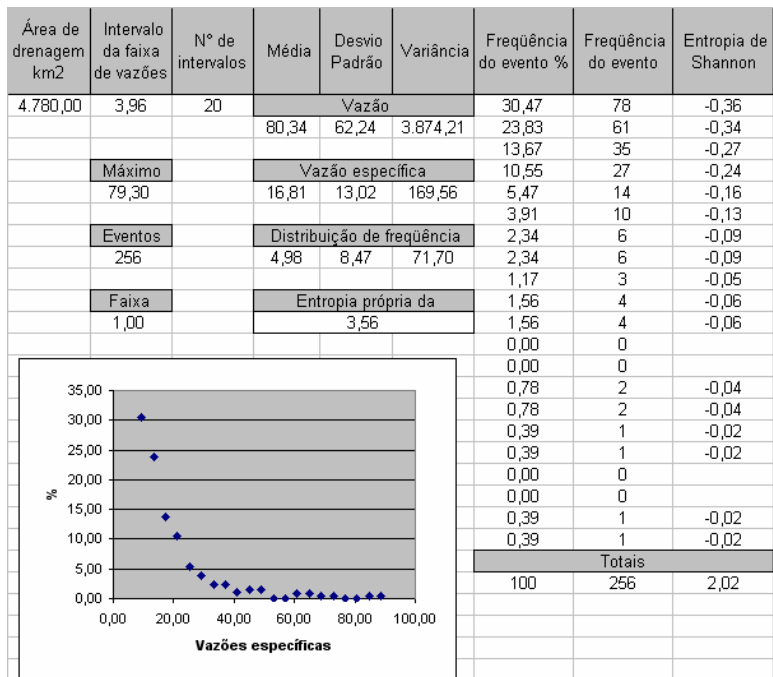 Área de drenagem km2 Intervalo da faixa de vazões N° de intervalos Média Desvio Padrão Variância Freqüência do evento % Freqüência do evento Entropia de Shannon
4.780,00 3,96 20 Vazão 30,47 78 -0,36
80,34 62,24 3.874,21 23,83 61 -0,34
13,67 35 -0,27
Máximo Vazão específica 10,55 27 -0,24
79,30 16,81 13,02 169,56 5,47 14 -0,16
3,91 10 -0,13
Eventos Distribuição de freqüência 2,34 6 -0,09
256 4,98 8,47 71,70 2,34 6 -0,09
1,17 3 -0,05
Faixa Entropia própria da 1,56 4 -0,06
1,00 3,56 1,56 4 -0,06
0,00 0
0,00 0
0,78 2 -0,04
0,78 2 -0,04
0,39 1 -0,02
0,39 1 -0,02
0,00 0
0,00 0
0,39 1 -0,02
0,39 1 -0,02
Totais
100 256 2,02
35,00
30,00
25,00
20,00
15,00
10,00
5,00
0,00
%
0,00 20,00 40,00 60,00 80,00 100,00
Vazões específicas